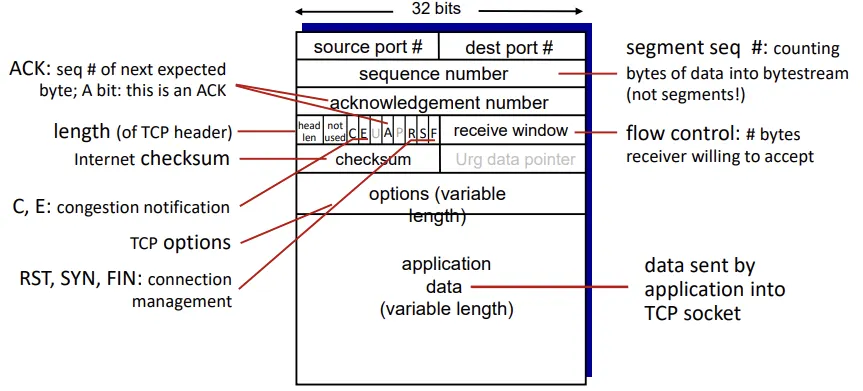 32 bits
source port #
dest port #
segment seq #: counting
bytes of data into bytestream
(not segments!)
ACK: seq # of next expected
byte; A bit: this is an ACK
sequence number
acknowledgement number
length (of TCP header)
head
len
not
used
C E U A P R S F
receive window
flow control: # bytes
receiver willing to accept
Internet checksum
checksum
Urg data pointer
C, E: congestion notification
options (variable
length)
TCP options
RST, SYN, FIN: connection
management
application
data
(variable length)
data sent by
application into
TCP socket